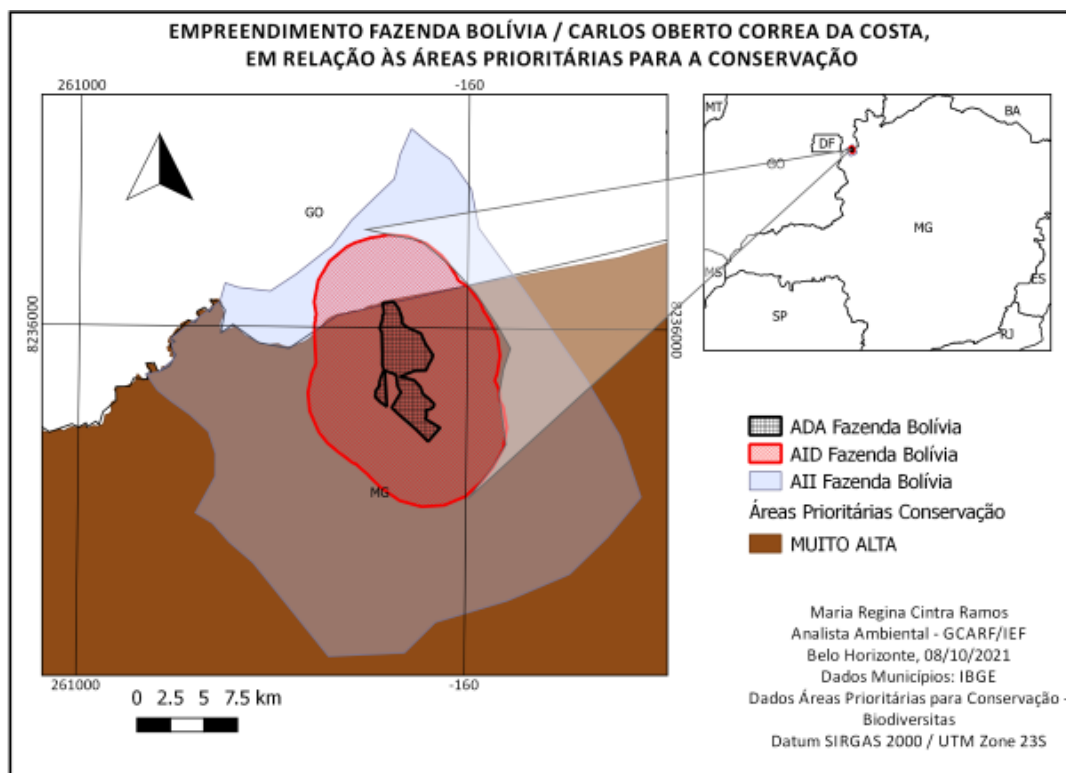 EMPREENDIMENTO FAZENDA BOLÍVIA / CARLOS OBERTO CORREA DA COSTA,
EM RELAÇÃO ÀS ÁREAS PRIORITÁRIAS PARA A CONSERVAÇÃO
261000
-160
GO
8236000
8236000
MG
261000
-160
0 2.5 5 7.5 km
MT
BA
DF
GO
MG
MS
ES
SP
RJ
ADA Fazenda Bolívia
AID Fazenda Bolívia
AII Fazenda Bolívia
Áreas Prioritárias Conservação
MUITO ALTA
Maria Regina Cintra Ramos
Analista Ambiental - GCARF/IEF
Belo Horizonte, 08/10/2021
Dados Municípios: IBGE
Dados Áreas Prioritárias para Conservação -
Biodiversitas
Datum SIRGAS 2000 / UTM Zone 23S